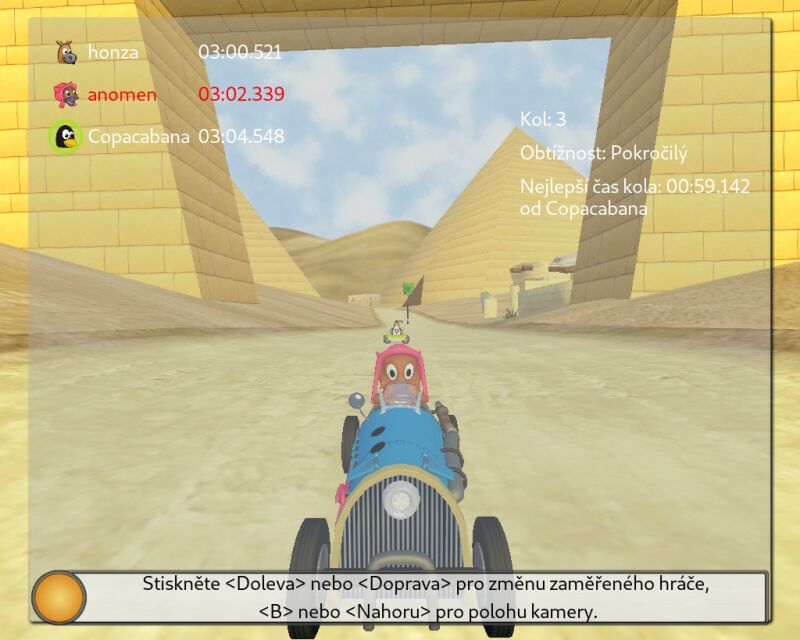 honza 03:00.521
anomen 03:02.339
Copacabana 03:04.548
Kol: 3
Obtížnost: Pokročilý
Nejlepší čas kola: 00:59.142
od Copacabana
Stiskněte <Doleva> nebo <Doprava> pro změnu zaměřeného hráče,
<B> nebo <Nahoru> pro polohu kamery.